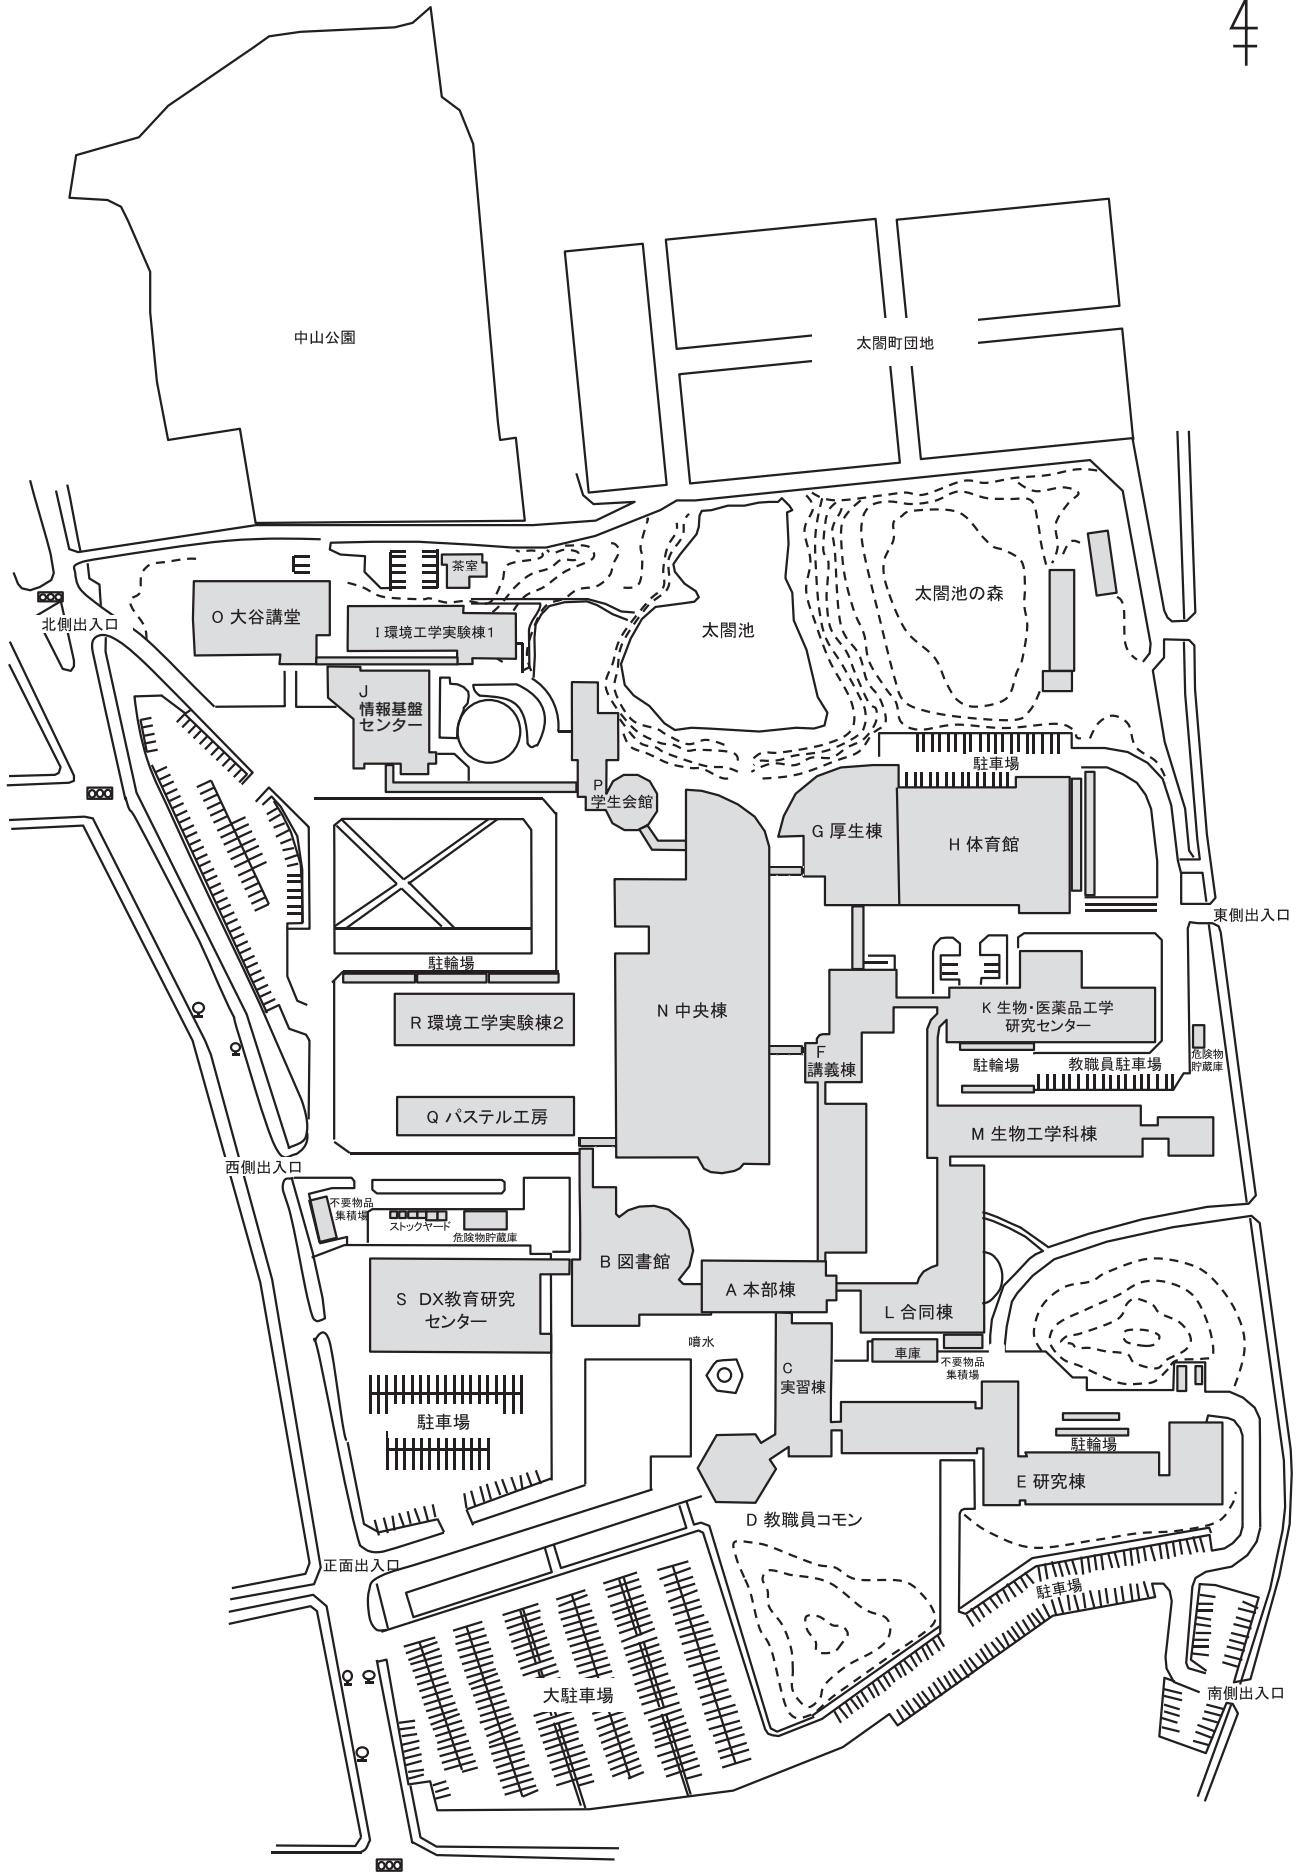 中山公園
太閤町団地
茶室
O 大谷講堂
I 環境工学実験棟1
北側出入口
太閤池
太閤池の森
J
情報基盤
センター
駐車場
P
学生会館
G 厚生棟
H 体育館
東側出入口
駐輪場
N 中央棟
R 環境工学実験棟2
K 生物・医薬品工学
研究センター
F
講義棟
駐輪場
教職員駐車場
危険物
貯蔵庫
Q パステル工房
M 生物工学科棟
西側出入口
不要物品
集積場
ストックヤード
危険物貯蔵庫
B 図書館
A 本部棟
S DX教育研究
センター
L 合同棟
噴水
車庫
不要物品
集積場
C
実習棟
駐車場
駐輪場
E 研究棟
D 教職員コモン
正面出入口
駐車場
大駐車場
南側出入口